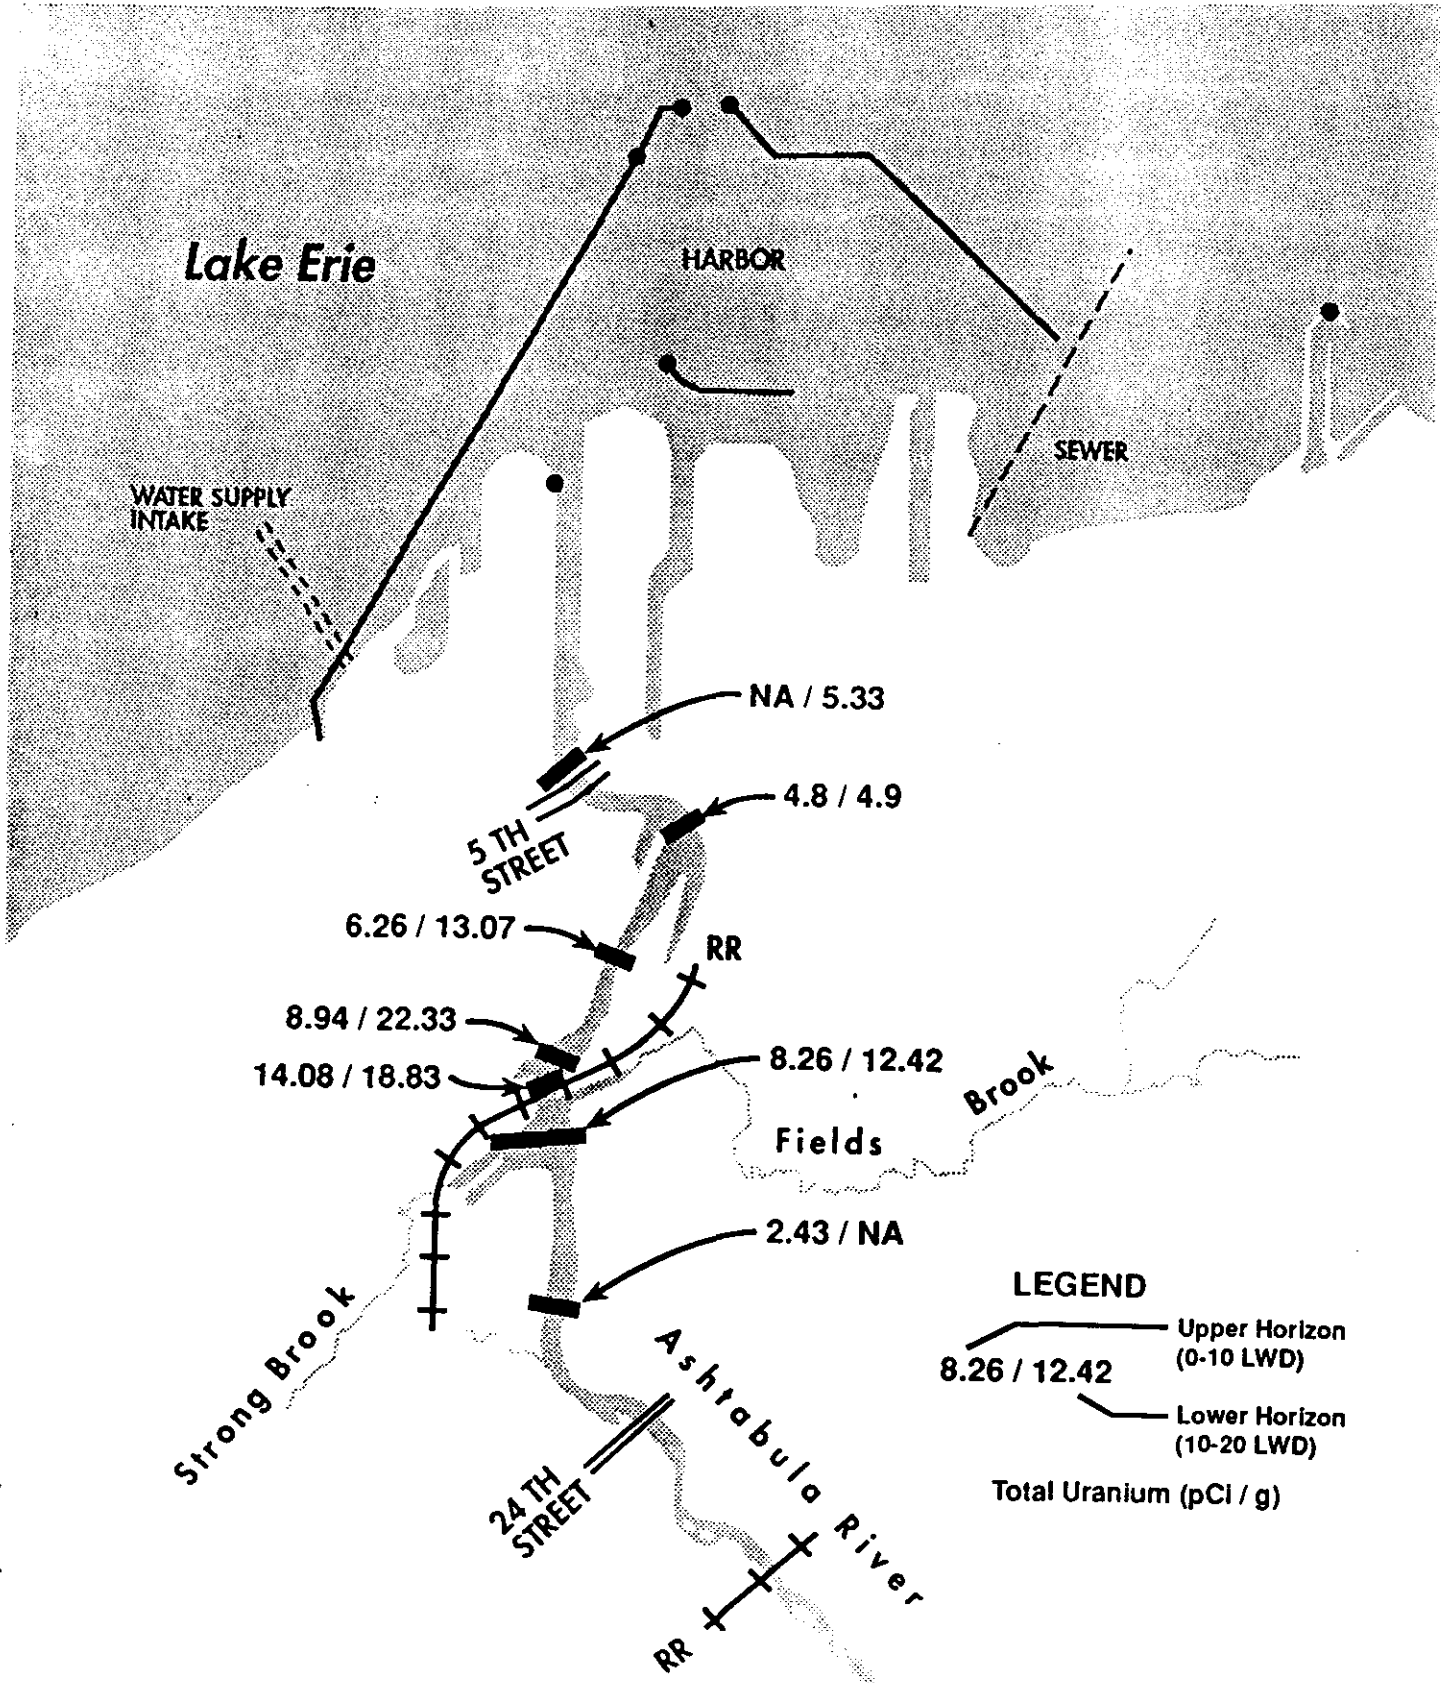 Lake Erie
HARBOR
SEWER
WATER SUPPLY
INTAKE
NA / 5.33
4.8 / 4.9
5 TH
STREET
6.26 / 13.07
RR
8.94 / 22.33
14.08 / 18.83
8.26 / 12.42
Fields Brook
2.43 / NA
Strong Brook
Ashtabula River
24 TH
STREET
RR
LEGEND
Upper Horizon
(0-10 LWD)
8.26 / 12.42
Lower Horizon
(10-20 LWD)
Total Uranium (pCi / g)